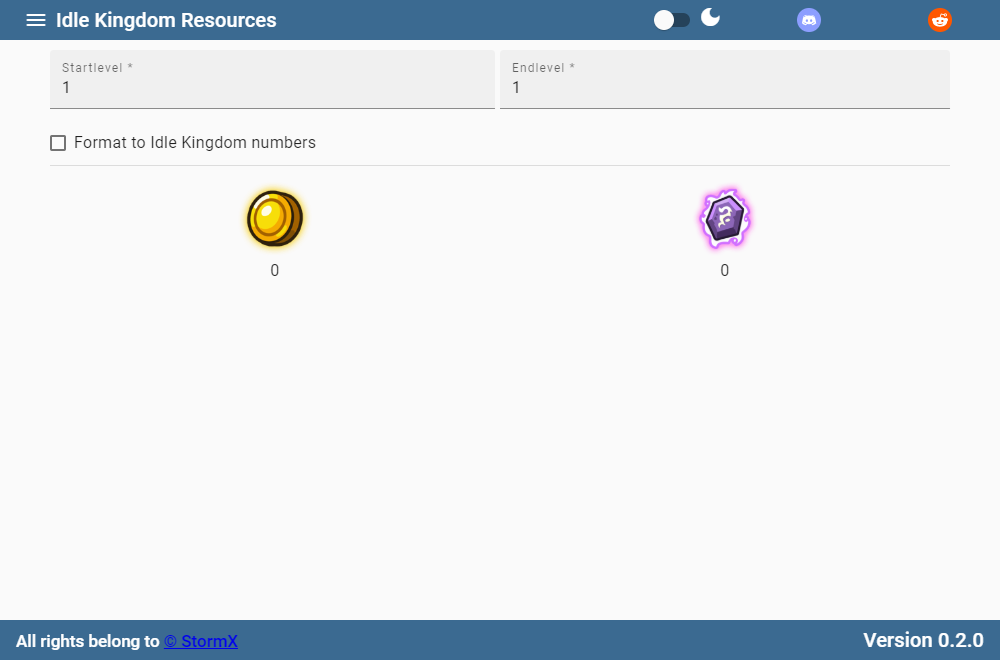 Idle Kingdom Resources
Startlevel *
1
Endlevel *
1
Format to Idle Kingdom numbers
0
0
All rights belong to © StormX
Version 0.2.0